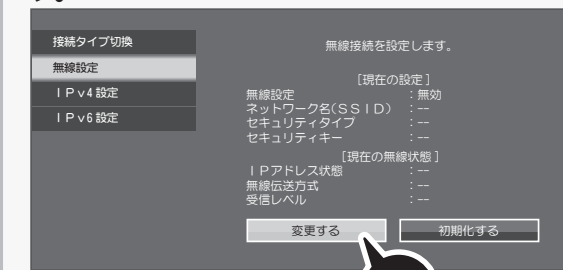 す。
接続タイプ切換
無線設定
ＩＰｖ4設定
ＩＰｖ6設定
無線接続を設定します。
［現在の設定］
無線設定　：無効
ネットワーク名（ＳＳＩＤ）　：--
セキュリティタイプ　：--
セキュリティキー　：--
［現在の無線状態］
ＩＰアドレス状態　：--
無線伝送方式　：--
受信レベル　：--
変更する
初期化する